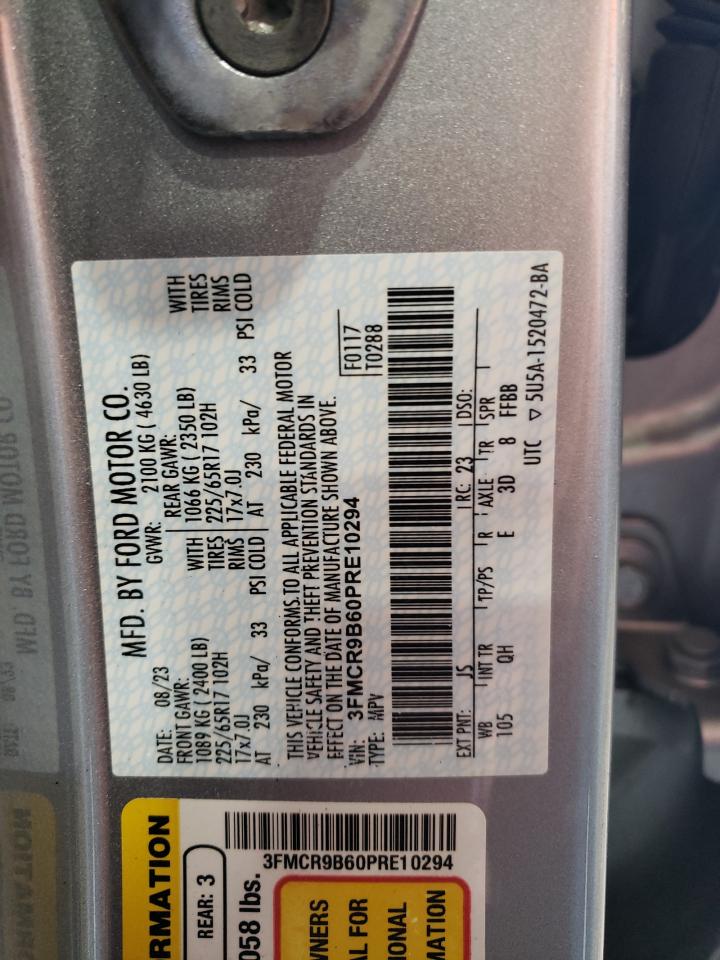 MFD. BY FORD MOTOR CO.
DATE: 08/23 GVWR: 2100 KG ( 4630 LB)
FRONT GAWR: REAR GAWR:
1089 KG ( 2400 LB) WITH 1066 KG ( 2350 LB) WITH
225/65R17 102H TIRES 225/65R17 102H TIRES
17x7.0J RIMS 17x7.0J RIMS
AT 230 kPa/ 33 PSI COLD AT 230 kPa/ 33 PSI COLD
THIS VEHICLE CONFORMS TO ALL APPLICABLE FEDERAL MOTOR
VEHICLE SAFETY AND THEFT PREVENTION STANDARDS IN
EFFECT ON THE DATE OF MANUFACTURE SHOWN ABOVE.
VIN: 3FMCR9B60PRE10294 F0117
TYPE: MPV T0288
EXT PNT: JS RC: 23 DSO:
WB INT TR TP/PS R AXLE TR SPR
105 QH E 3D 8 FFBB
UTC ▽ 5U5A-1520472-BA
RMATION
REAR: 3
058 lbs.
3FMCR9B60PRE10294
WNERS
AL FOR
IONAL
MATION